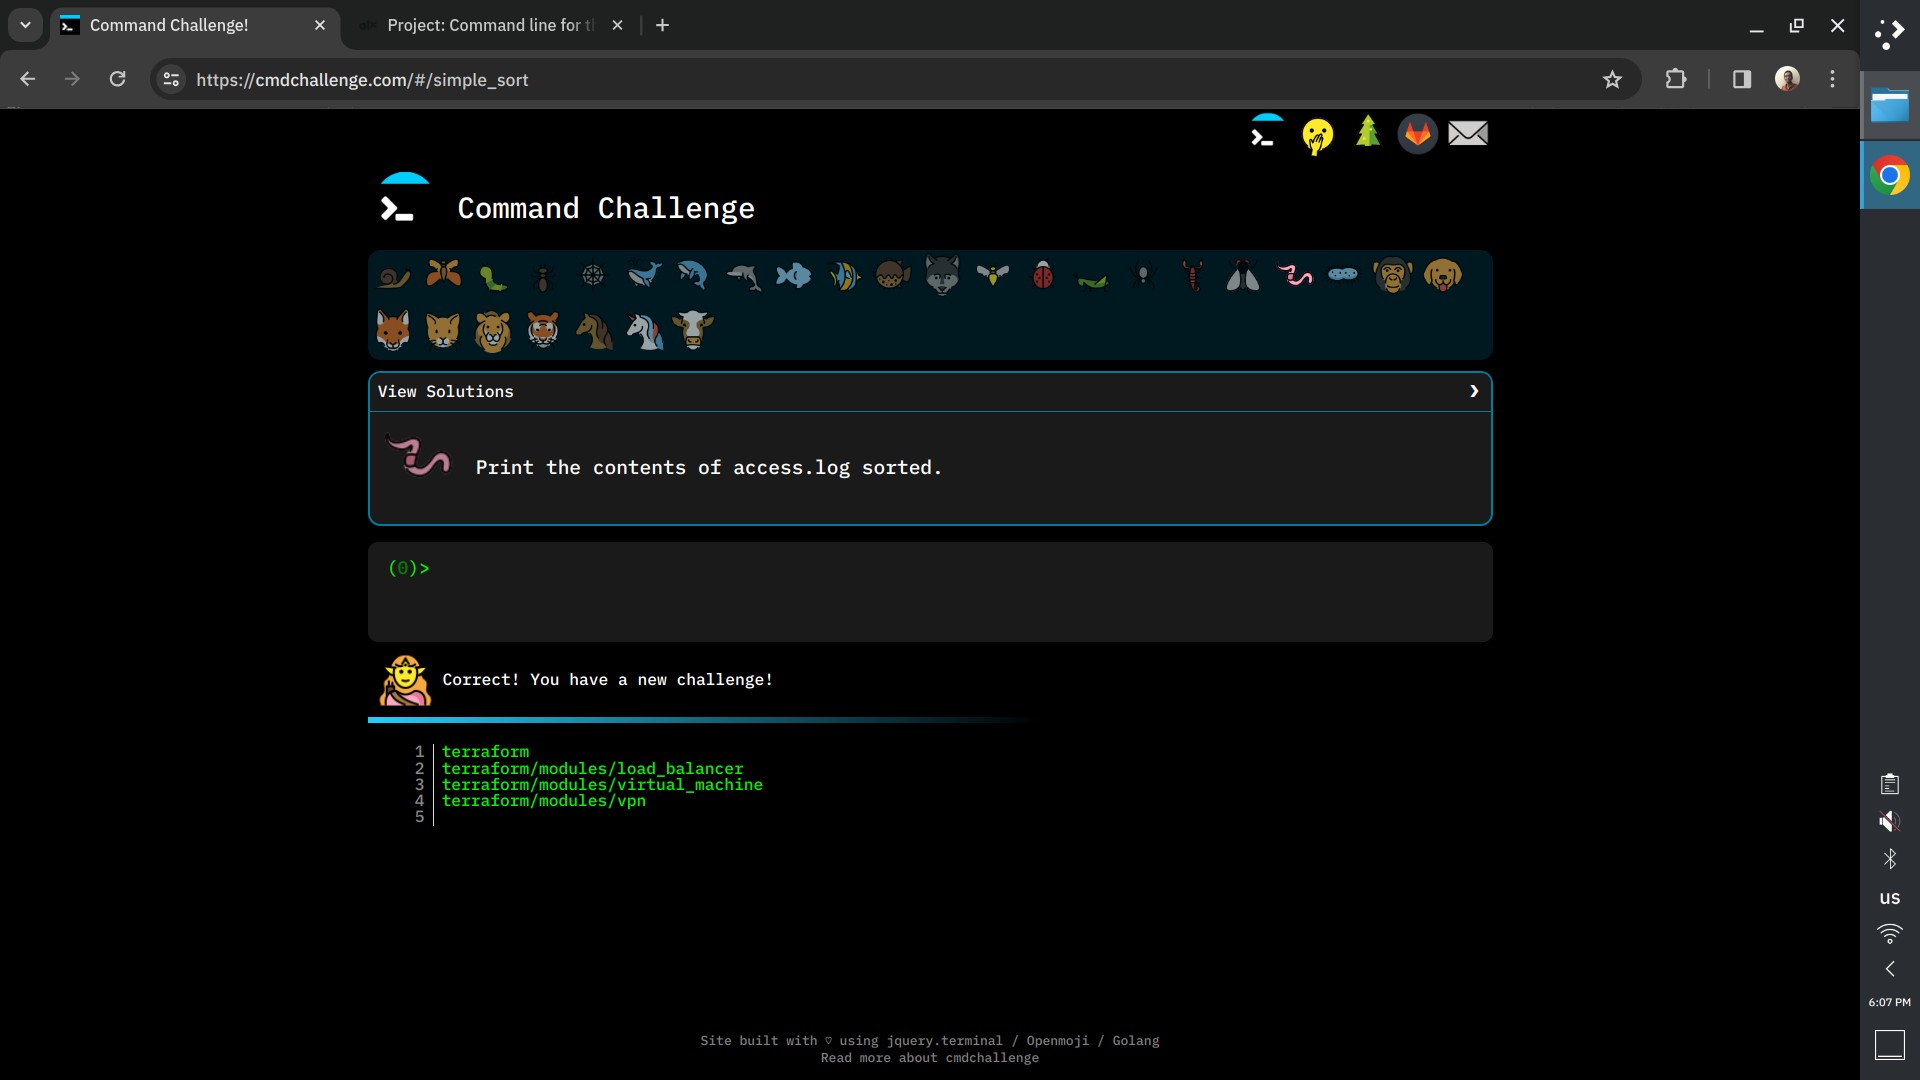 Command Challenge!
Project: Command line for t
https://cmdchallenge.com/#/simple_sort
Command Challenge
View Solutions
Print the contents of access.log sorted.
(0)>
Correct! You have a new challenge!
1 terraform
2 terraform/modules/load_balancer
3 terraform/modules/virtual_machine
4 terraform/modules/vpn
5
Site built with ♡ using jquery.terminal / Openmoji / Golang
Read more about cmdchallenge
us
6:07 PM